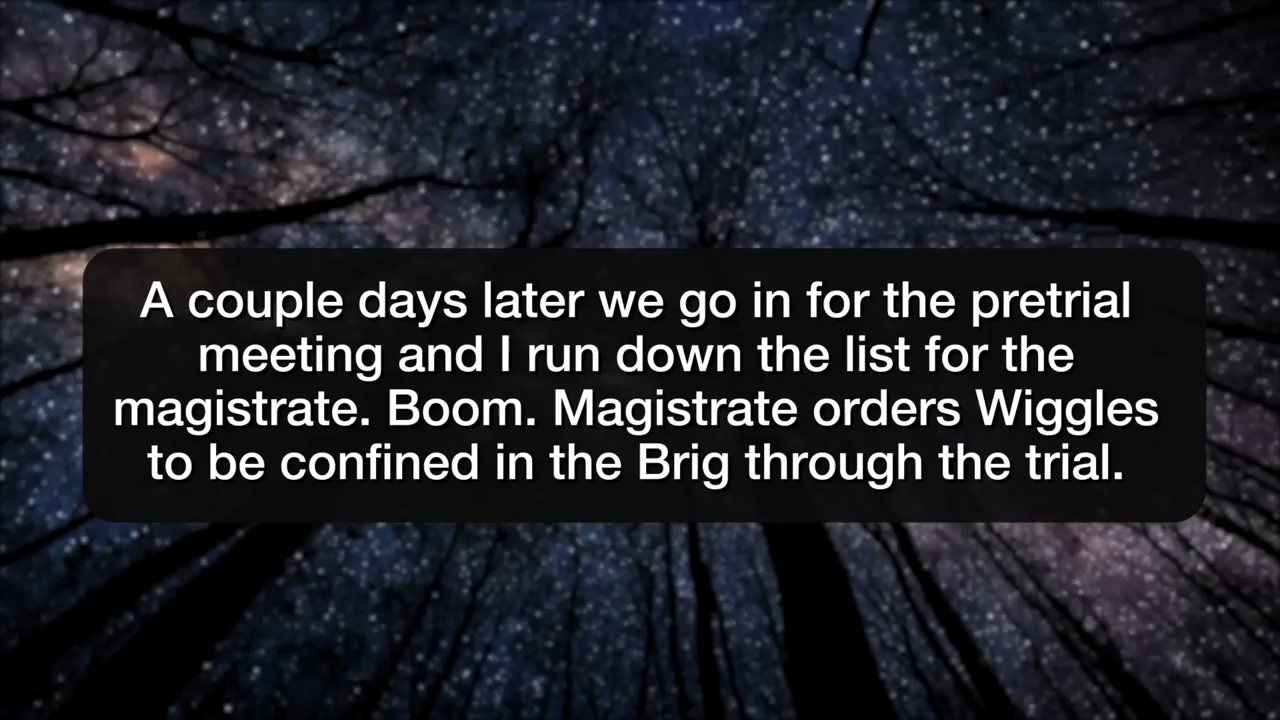 A couple days later we go in for the pretrial
meeting and I run down the list for the
magistrate. Boom. Magistrate orders Wiggles
to be confined in the Brig through the trial.